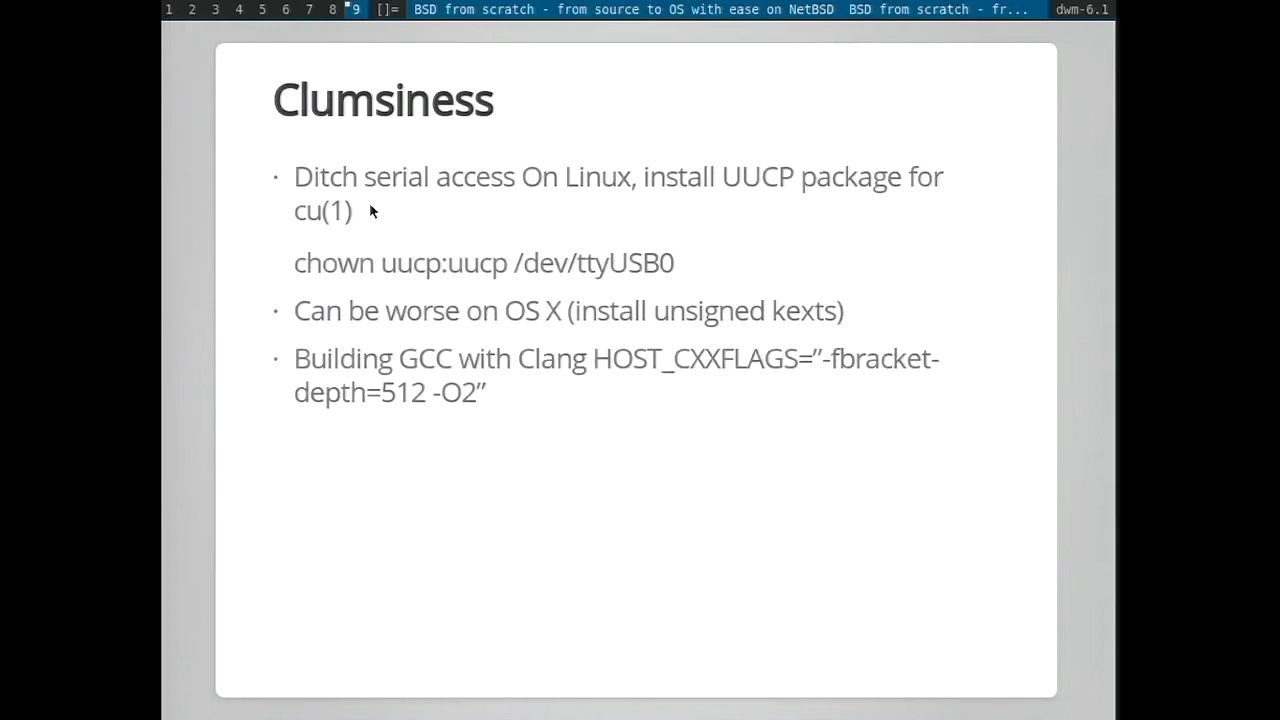 1 2 3 4 5 6 7 8 9 []= BSD from scratch - from source to OS with ease on NetBSD BSD from scratch - fr... dwm-6.1
Clumsiness
· Ditch serial access On Linux, install UUCP package for
cu(1)
chown uucp:uucp /dev/ttyUSB0
· Can be worse on OS X (install unsigned kexts)
· Building GCC with Clang HOST_CXXFLAGS=”-fbracket-
depth=512 -O2”